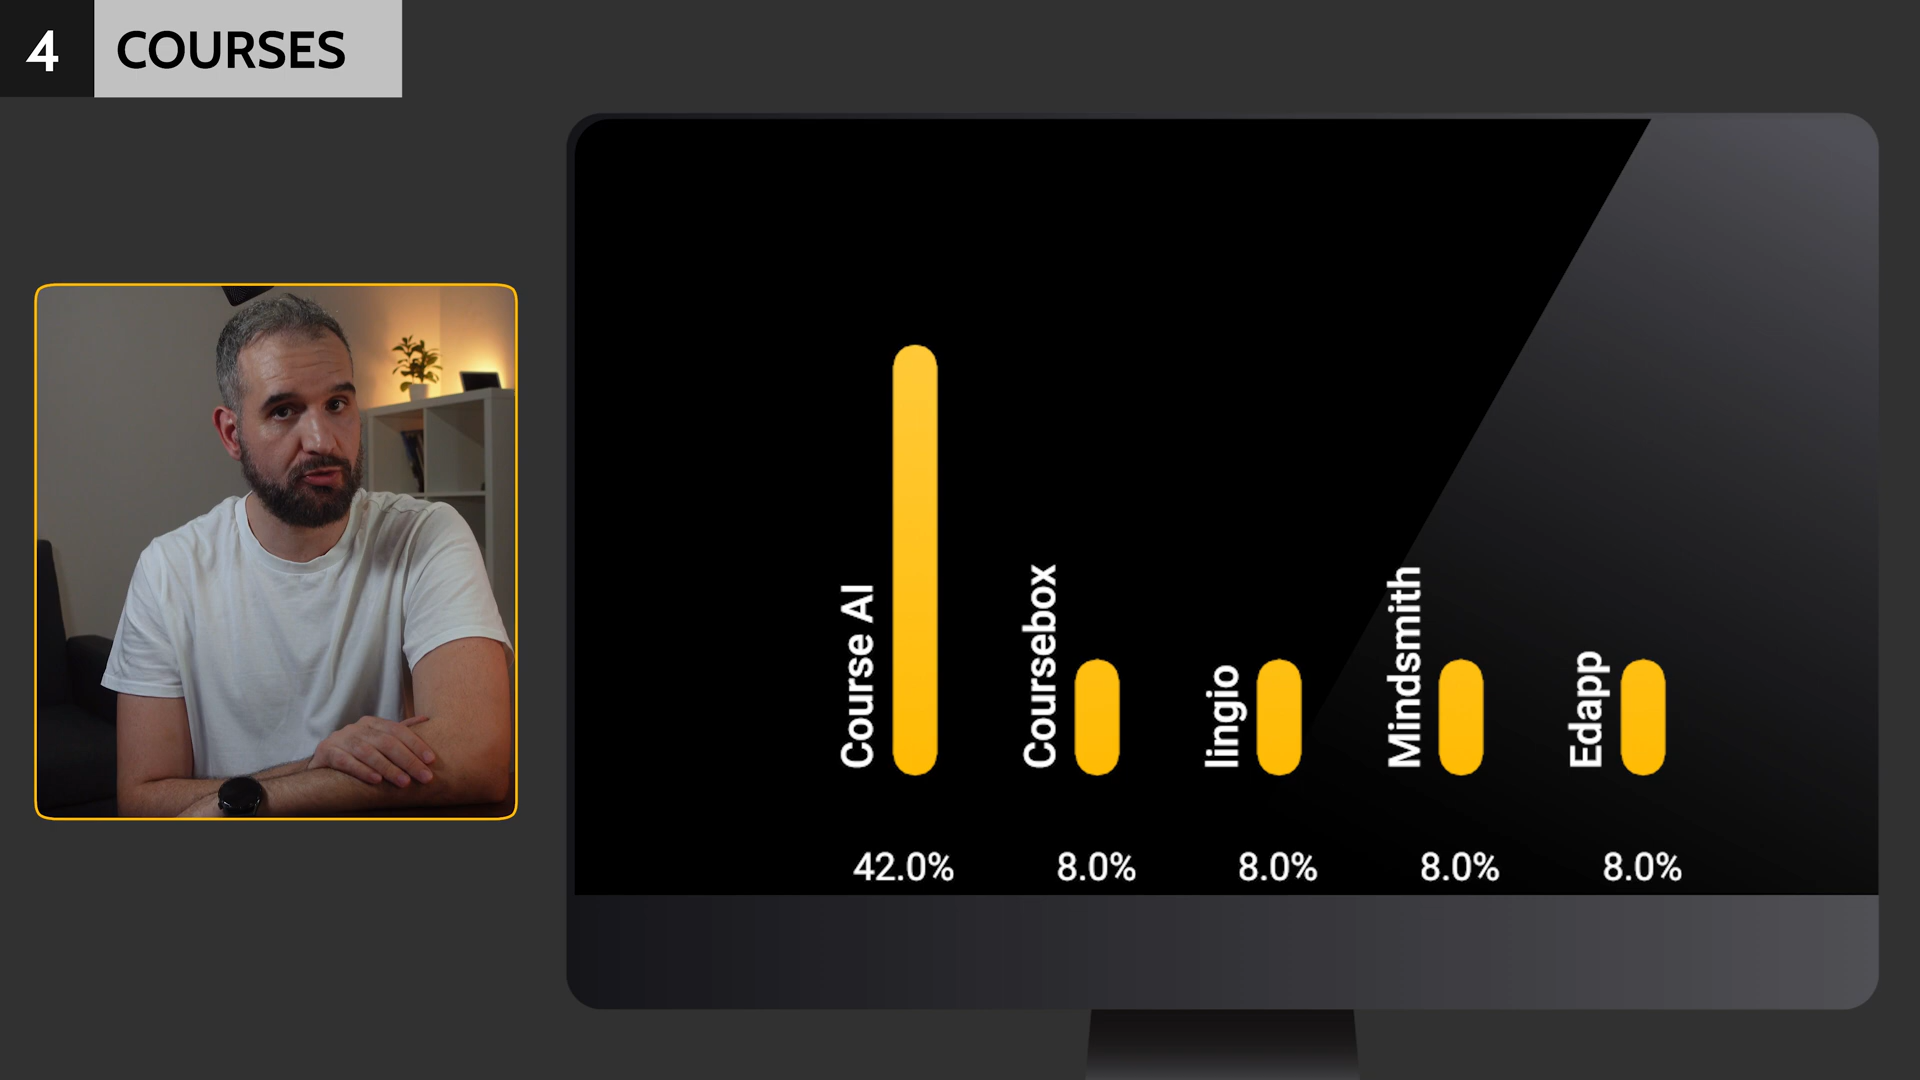 4 COURSES
Course AI
Coursebox
lingio
Mindsmith
Edapp
42.0% 8.0% 8.0% 8.0% 8.0%